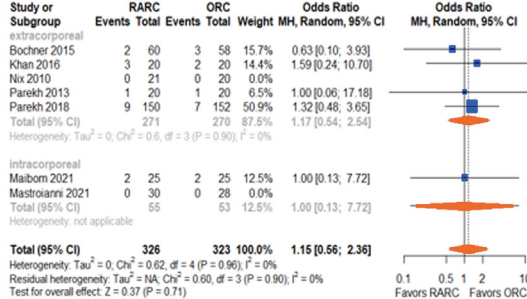 Study or RARC ORC Odds Ratio Odds Ratio
Subgroup Events Total Events Total Weight MH, Random, 95% CI MH, Random, 95% CI
extracorporeal
Bochner 2015 2 60 3 58 15.7% 0.63 [0.10; 3.93]
Khan 2016 3 20 2 20 14.4% 1.59 [0.24; 10.70]
Nix 2010 0 21 0 20
Parekh 2013 1 20 1 20 1.00 [0.06; 17.18]
Parekh 2018 9 150 7 152 50.9% 1.32 [0.48; 3.65]
Total (95% CI) 271 270 87.5% 1.17 [0.54; 2.54]
Heterogeneity: Tau² = 0; Chi² = 0.6, df = 3 (P = 0.90); I² = 0%
intracorporeal
Maibom 2021 2 25 2 25 12.5% 1.00 [0.13; 7.72]
Mastroianni 2021 0 30 0 28
Total (95% CI) 55 53 12.5% 1.00 [0.13; 7.72]
Heterogeneity: not applicable
Total (95% CI) 326 323 100.0% 1.15 [0.56; 2.36]
Heterogeneity: Tau² = 0; Chi² = 0.62, df = 4 (P = 0.96); I² = 0%
Residual heterogeneity: Tau² = NA; Chi² = 0.60, df = 3 (P = 0.90); I² = 0%
Test for overall effect: Z = 0.37 (P = 0.71)
0.1 0.5 1 2 10
Favors RARC Favors ORC